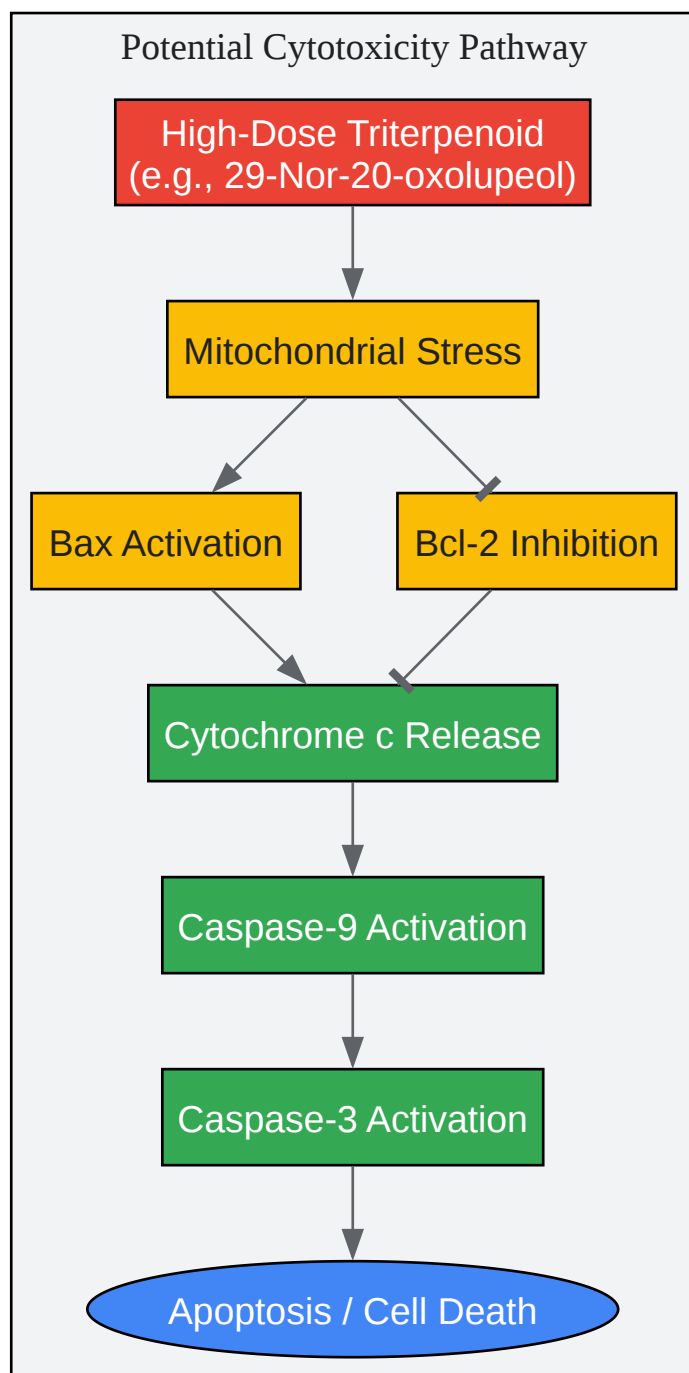 Potential Cytotoxicity Pathway
High-Dose Triterpenoid
(e.g., 29-Nor-20-oxolupeol)
Mitochondrial Stress
Bax Activation
Bcl-2 Inhibition
Cytochrome c Release
Caspase-9 Activation
Caspase-3 Activation
Apoptosis / Cell Death